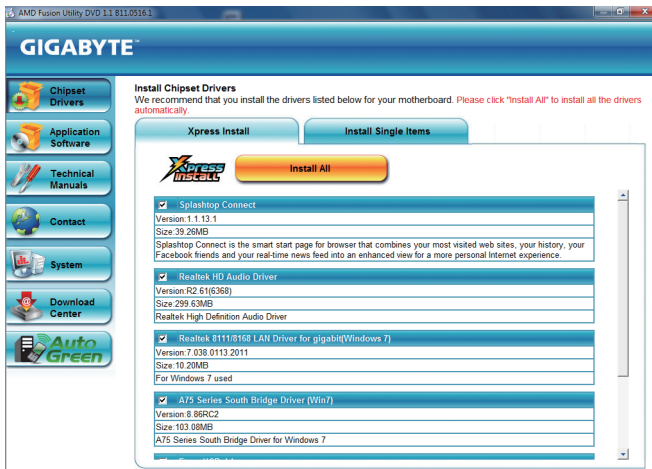 AMD Fusion Utility DVD 1.1 B11.0516.1
GIGABYTE™
Chipset
Drivers
Application
Software
Technical
Manuals
Contact
System
Download
Center
Auto
Green
Install Chipset Drivers
We recommend that you install the drivers listed below for your motherboard. Please click "Install All" to install all the drivers
automatically.
Xpress Install
Install Single Items
Xpress
Install
Install All
Splashtop Connect
Version:1.1.13.1
Size:39.26MB
Splashtop Connect is the smart start page for browser that combines your most visited web sites, your history, your
Facebook friends and your real-time news feed into an enhanced view for a more personal Internet experience.
Realtek HD Audio Driver
Version:R2.61(6368)
Size:299.63MB
Realtek High Definition Audio Driver
Realtek 8111/8168 LAN Driver for gigabit(Windows 7)
Version:7.038.0113.2011
Size:10.20MB
For Windows 7 used
A75 Series South Bridge Driver (Win7)
Version:8.86RC2
Size:103.08MB
A75 Series South Bridge Driver for Windows 7